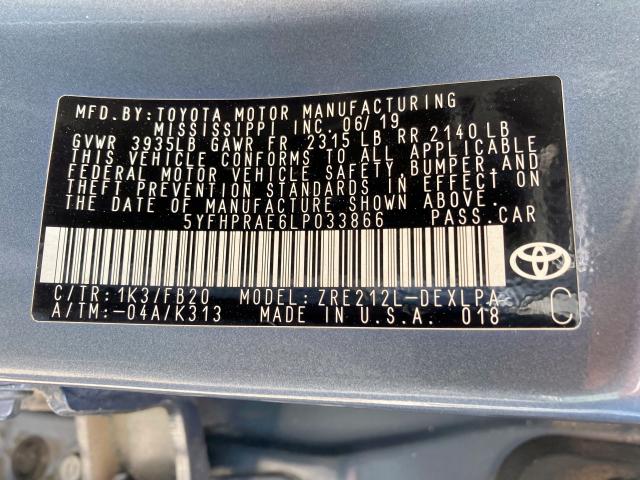 MFD. BY: TOYOTA MOTOR MANUFACTURING
MISSISSIPPI INC. 06/19
GVWR 3935LB GAWR FR 2315 LB RR 2140 LB
THIS VEHICLE CONFORMS TO ALL APPLICABLE
FEDERAL MOTOR VEHICLE SAFETY, BUMPER, AND
THEFT PREVENTION STANDARDS IN EFFECT ON
THE DATE OF MANUFACTURE SHOWN ABOVE.
5YFHPRAE6LP033866 PASS. CAR
C/TR: 1K3/FB20 MODEL: ZRE212L-DEXLPA
A/TM: -04A/K313 MADE IN U.S.A. 018
C